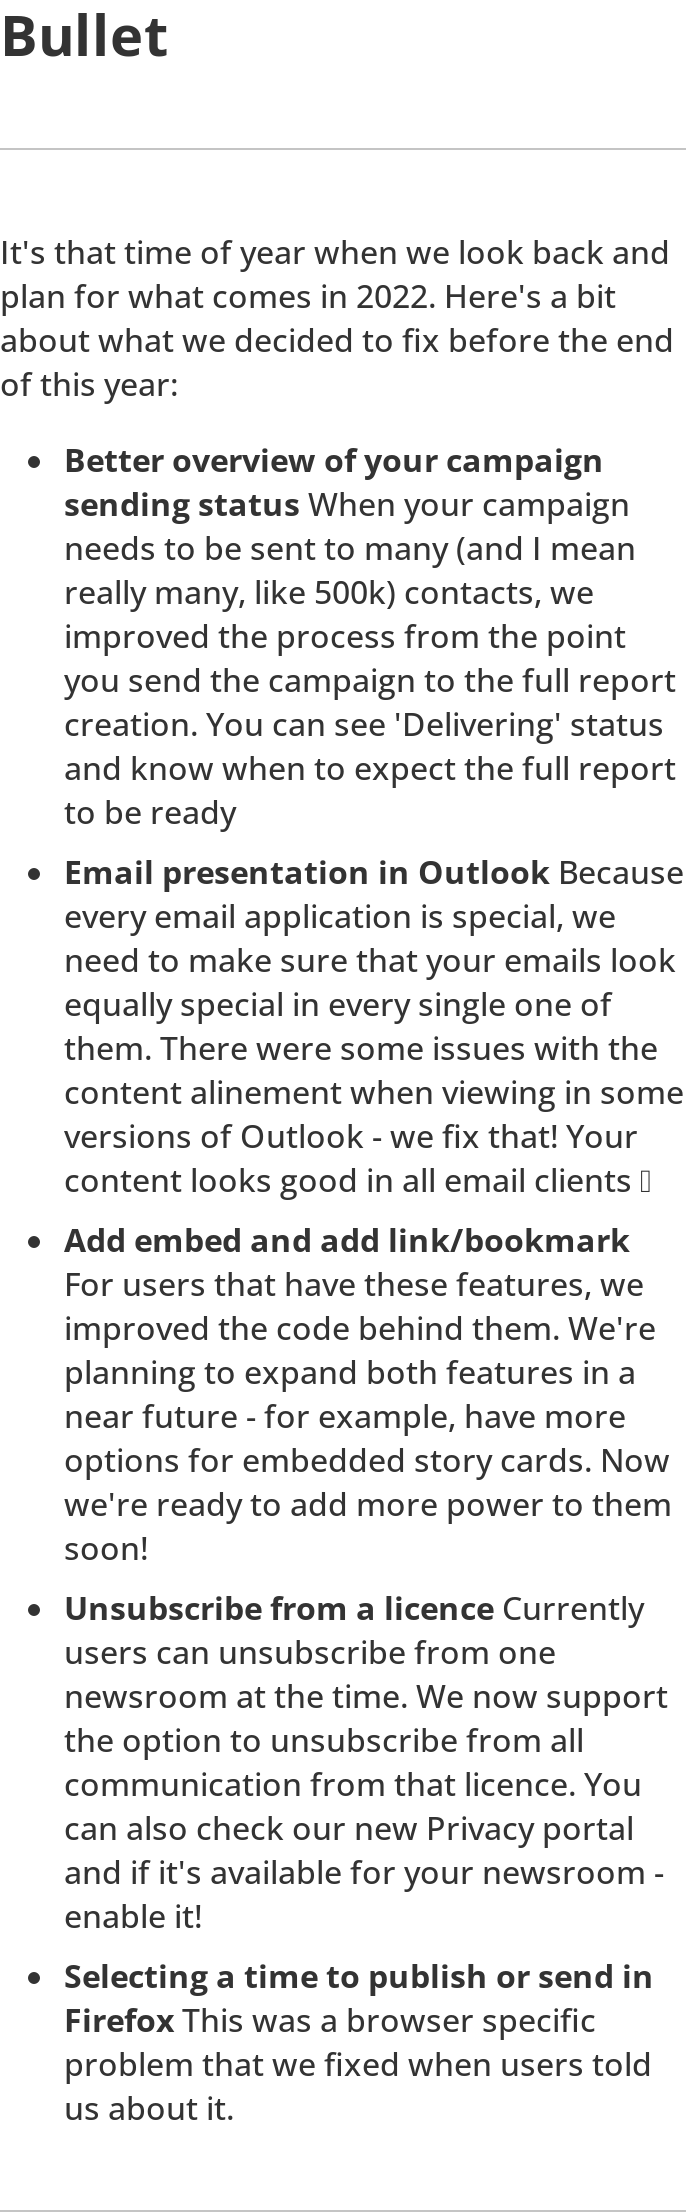 Bullet
It's that time of year when we look back and
plan for what comes in 2022. Here's a bit
about what we decided to fix before the end
of this year:
• Better overview of your campaign
sending status When your campaign
needs to be sent to many (and I mean
really many, like 500k) contacts, we
improved the process from the point
you send the campaign to the full report
creation. You can see 'Delivering' status
and know when to expect the full report
to be ready
• Email presentation in Outlook Because
every email application is special, we
need to make sure that your emails look
equally special in every single one of
them. There were some issues with the
content alinement when viewing in some
versions of Outlook - we fix that! Your
content looks good in all email clients
• Add embed and add link/bookmark
For users that have these features, we
improved the code behind them. We're
planning to expand both features in a
near future - for example, have more
options for embedded story cards. Now
we're ready to add more power to them
soon!
• Unsubscribe from a licence Currently
users can unsubscribe from one
newsroom at the time. We now support
the option to unsubscribe from all
communication from that licence. You
can also check our new Privacy portal
and if it's available for your newsroom -
enable it!
• Selecting a time to publish or send in
Firefox This was a browser specific
problem that we fixed when users told
us about it.